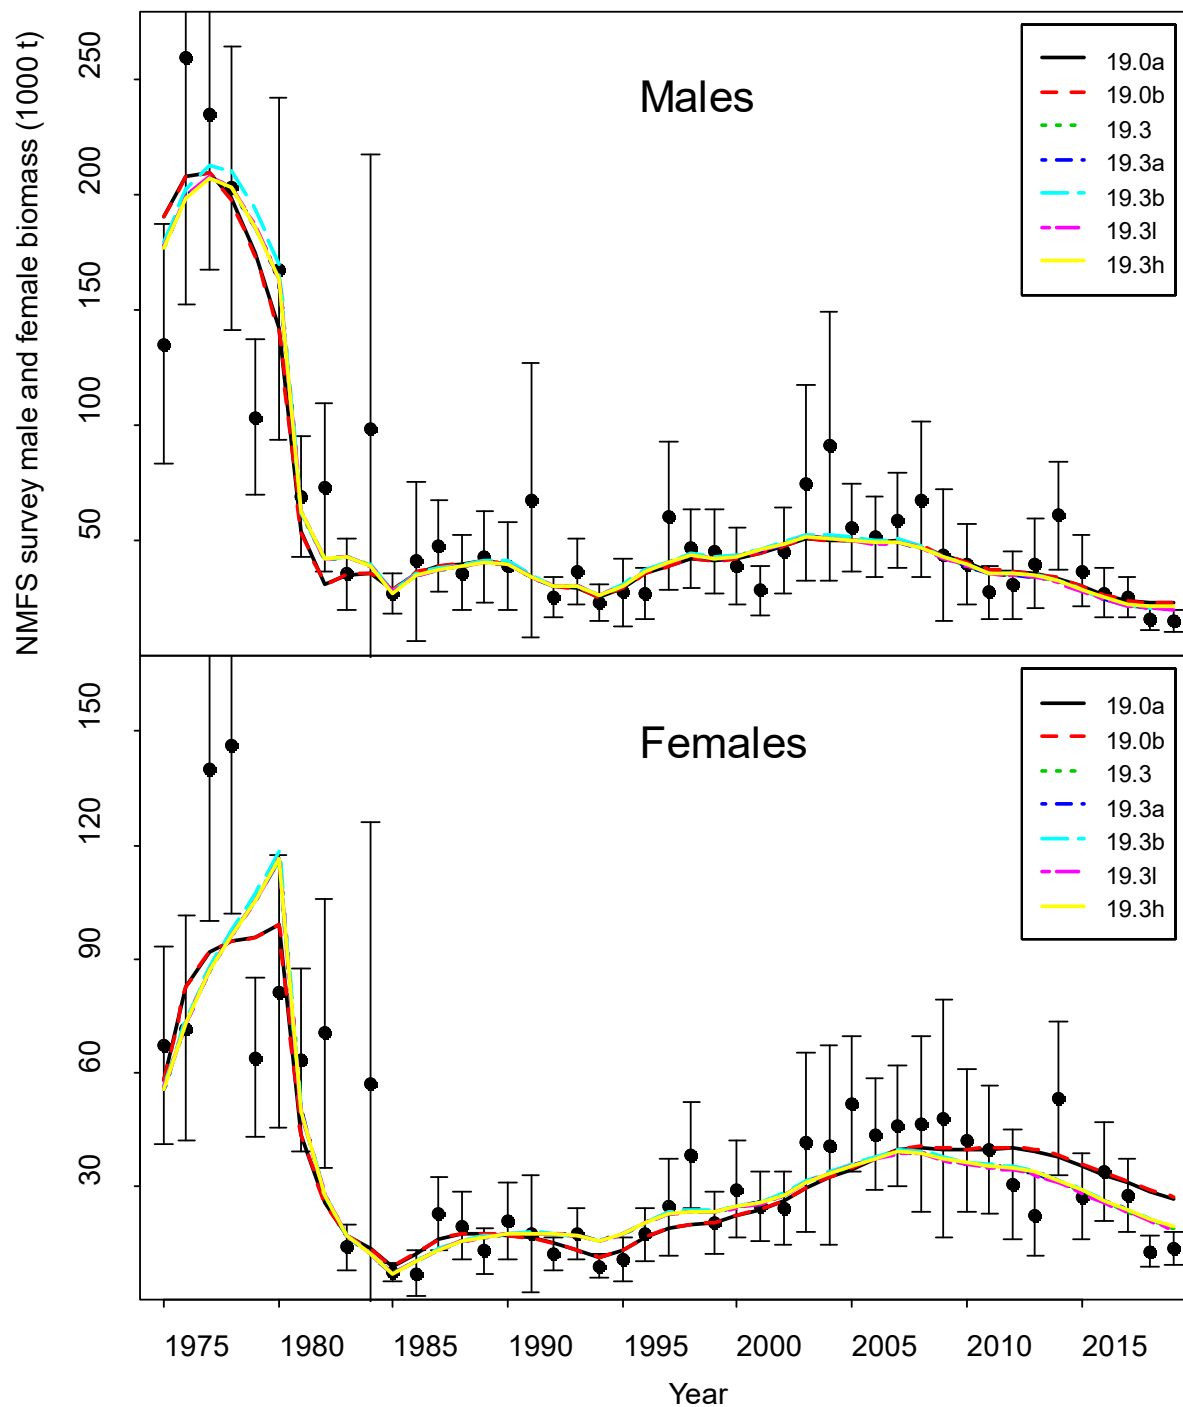 NMFS survey male and female biomass (1000 t)
250
200
150
100
50
Males
19.0a
19.0b
19.3
19.3a
19.3b
19.3l
19.3h
150
120
90
60
30
Females
19.0a
19.0b
19.3
19.3a
19.3b
19.3l
19.3h
1975 1980 1985 1990 1995 2000 2005 2010 2015
Year